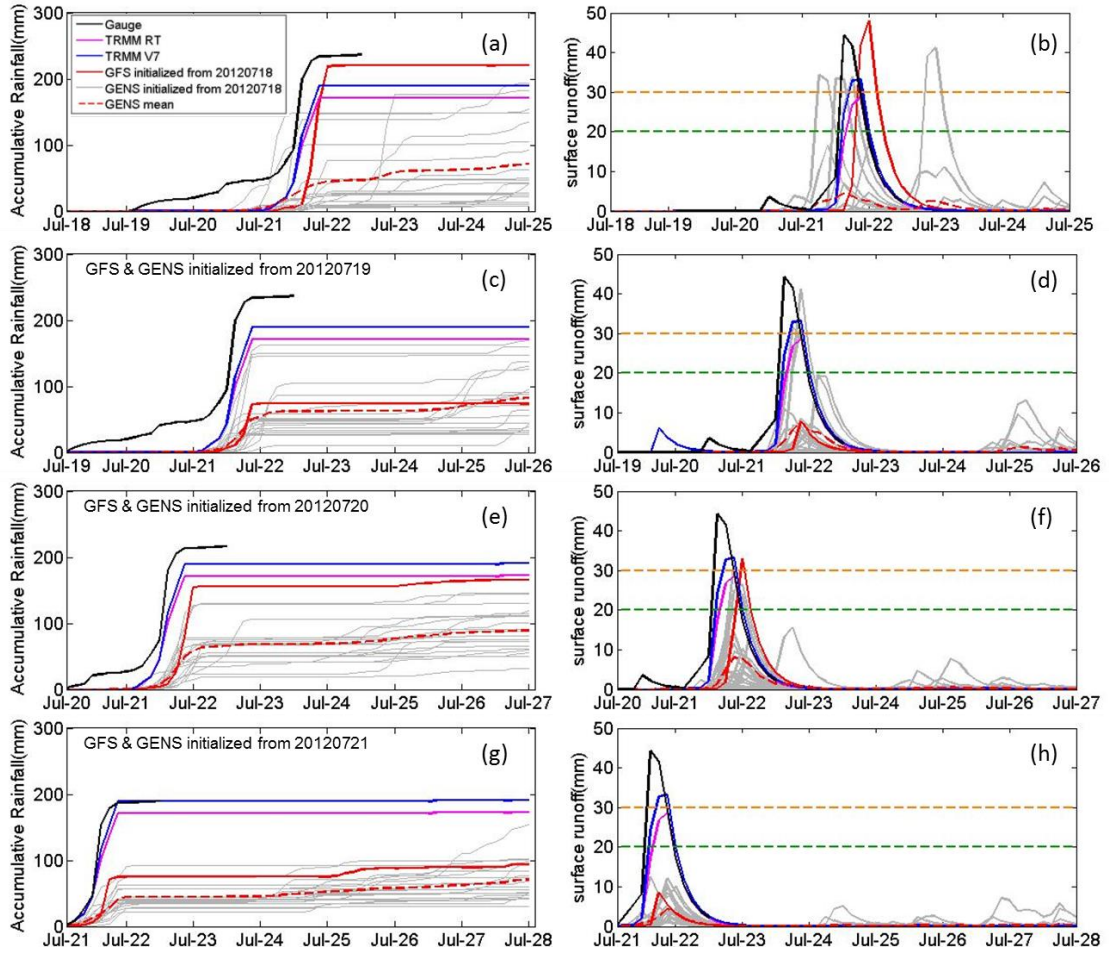 Accumulative Rainfall(mm)
300
200
100
0
Gauge
TRMM RT
TRMM V7
GFS initialized from 20120718
GENS initialized from 20120718
GENS mean
(a)
Jul-18 Jul-19 Jul-20 Jul-21 Jul-22 Jul-23 Jul-24 Jul-25
surface runoff(mm)
50
40
30
20
10
0
(b)
Jul-18 Jul-19 Jul-20 Jul-21 Jul-22 Jul-23 Jul-24 Jul-25
Accumulative Rainfall(mm)
300
200
100
0
GFS & GENS initialized from 20120719
(c)
Jul-19 Jul-20 Jul-21 Jul-22 Jul-23 Jul-24 Jul-25 Jul-26
surface runoff(mm)
50
40
30
20
10
0
(d)
Jul-19 Jul-20 Jul-21 Jul-22 Jul-23 Jul-24 Jul-25 Jul-26
Accumulative Rainfall(mm)
300
200
100
0
GFS & GENS initialized from 20120720
(e)
Jul-20 Jul-21 Jul-22 Jul-23 Jul-24 Jul-25 Jul-26 Jul-27
surface runoff(mm)
50
40
30
20
10
0
(f)
Jul-20 Jul-21 Jul-22 Jul-23 Jul-24 Jul-25 Jul-26 Jul-27
Accumulative Rainfall(mm)
300
200
100
0
GFS & GENS initialized from 20120721
(g)
Jul-21 Jul-22 Jul-23 Jul-24 Jul-25 Jul-26 Jul-27 Jul-28
surface runoff(mm)
50
40
30
20
10
0
(h)
Jul-21 Jul-22 Jul-23 Jul-24 Jul-25 Jul-26 Jul-27 Jul-28